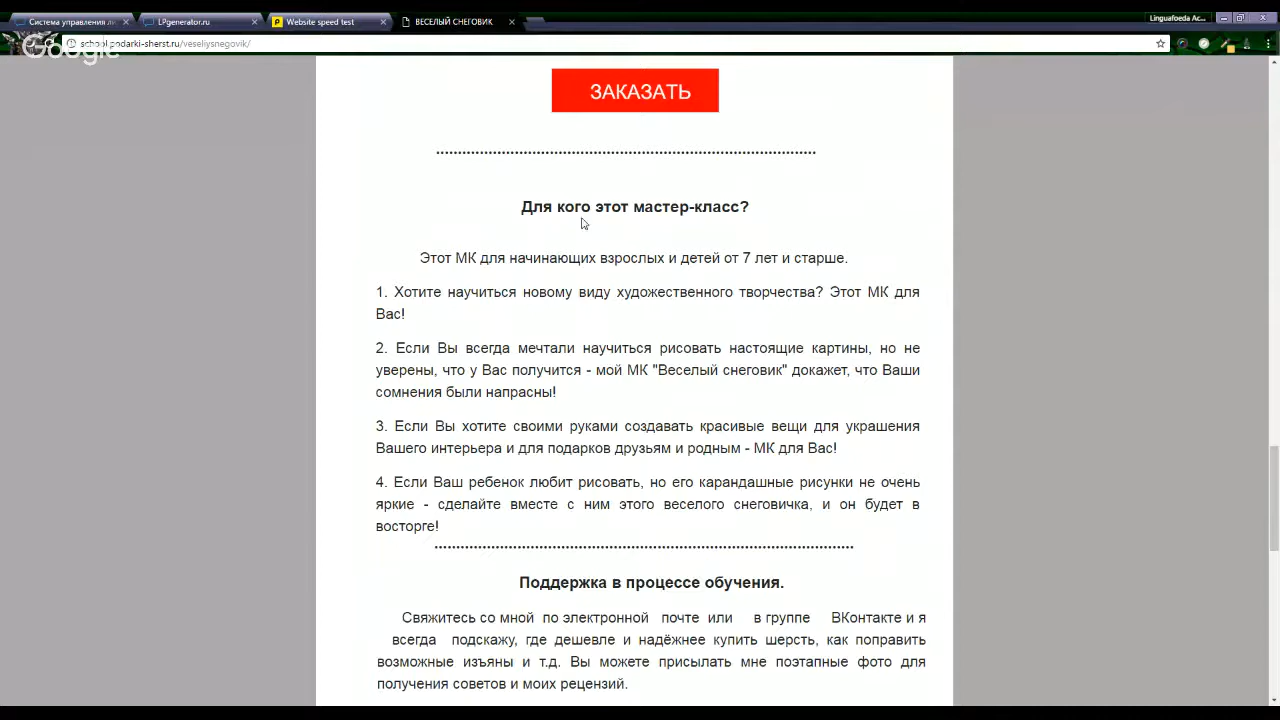 Система управления ли
LPgenerator.ru
Website speed test
ВЕСЕЛЫЙ СНЕГОВИК
Linguafoeda Ac...
school.podarki-sherst.ru/veseliysnegovik/
Google
ЗАКАЗАТЬ
Для кого этот мастер-класс?
Этот МК для начинающих взрослых и детей от 7 лет и старше.
1. Хотите научиться новому виду художественного творчества? Этот МК для
Вас!
2. Если Вы всегда мечтали научиться рисовать настоящие картины, но не
уверены, что у Вас получится - мой МК "Веселый снеговик" докажет, что Ваши
сомнения были напрасны!
3. Если Вы хотите своими руками создавать красивые вещи для украшения
Вашего интерьера и для подарков друзьям и родным - МК для Вас!
4. Если Ваш ребенок любит рисовать, но его карандашные рисунки не очень
яркие - сделайте вместе с ним этого веселого снеговичка, и он будет в
восторге!
Поддержка в процессе обучения.
Свяжитесь со мной по электронной почте или в группе ВКонтакте и я
всегда подскажу, где дешевле и надёжнее купить шерсть, как поправить
возможные изъяны и т.д. Вы можете присылать мне поэтапные фото для
получения советов и моих рецензий.